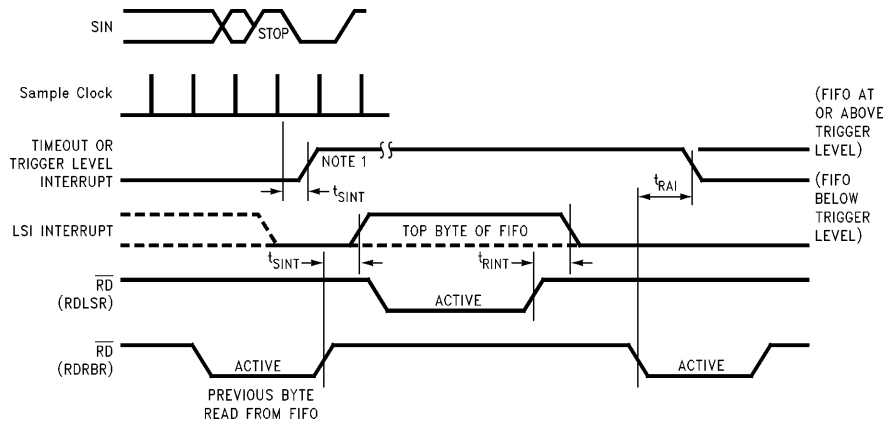 SIN
STOP
Sample Clock
(FIFO AT
OR ABOVE
TRIGGER
LEVEL)
TIMEOUT OR
TRIGGER LEVEL
INTERRUPT
NOTE 1
tSINT
tRAI
(FIFO
BELOW
TRIGGER
LEVEL)
LSI INTERRUPT
TOP BYTE OF FIFO
tSINT
tRINT
RD
(RDLSR)
ACTIVE
RD
(RDRBR)
ACTIVE
ACTIVE
PREVIOUS BYTE
READ FROM FIFO